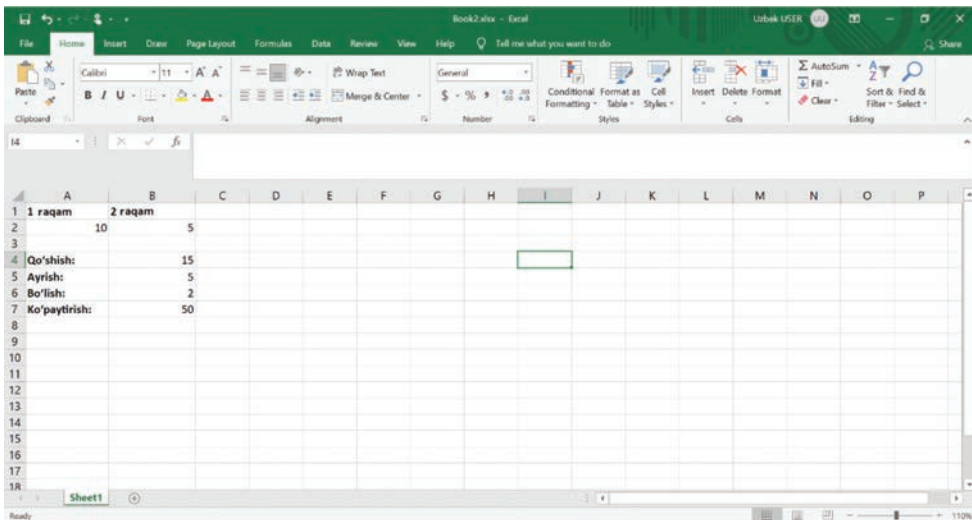 Book2.xlsx - Excel
Uzbak USER
UU
File Home Insert Draw Page Layout Formulas Data Review View Help Tell me what you want to do Share
Paste
Calibri 11 A A
B I U A
Wrap Text
Merge & Center
General
$ % ,
Conditional Formatting
Format as Table
Cell Styles
Insert Delete Format
AutoSum
Fill
Clear
Sort & Filter
Find & Select
Clipboard Font Alignment Number Styles Cells Editing
I4 fx
A B C D E F G H I J K L M N O P
1 1 raqam 2 raqam
2 10 5
3
4 Qo'shish: 15
5 Ayrish: 5
6 Bo'lish: 2
7 Ko'paytirish: 50
8
9
10
11
12
13
14
15
16
17
18
Sheet1
Ready 110%